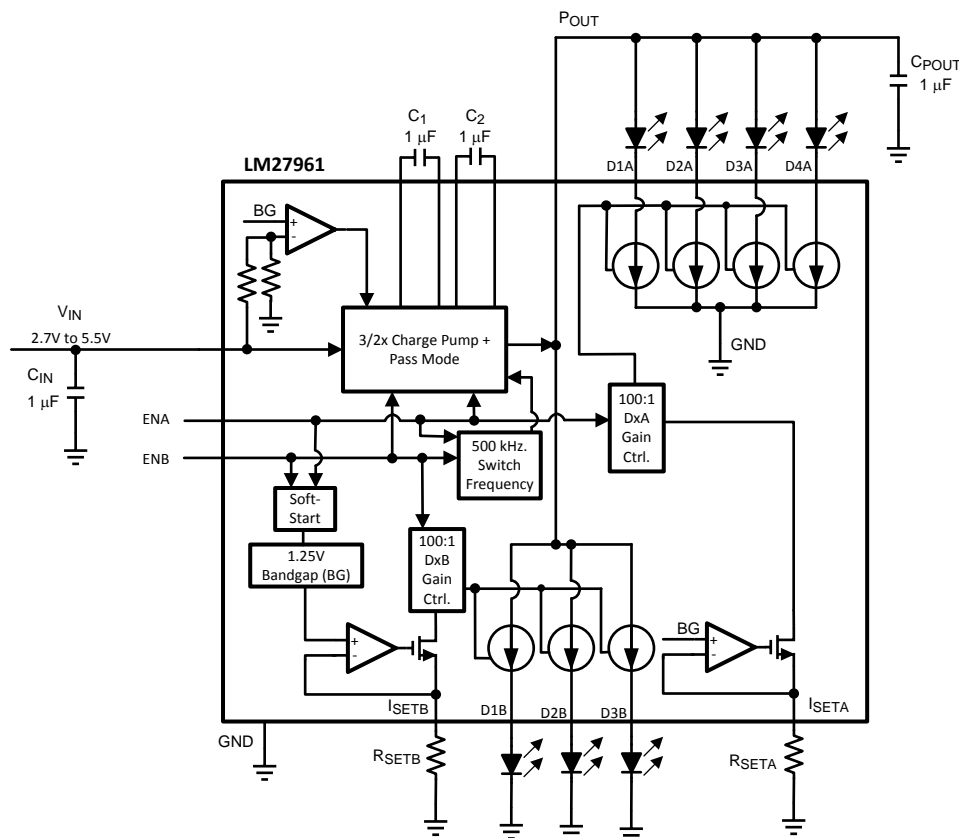 POUT
CPOUT
1 µF
C1
1 µF
C2
1 µF
LM27961
D1A
D2A
D3A
D4A
BG
+
-
VIN
2.7V to 5.5V
3/2x Charge Pump +
Pass Mode
GND
CIN
1 µF
100:1
DxA
Gain
Ctrl.
ENA
500 kHz.
Switch
Frequency
ENB
Soft-
Start
100:1
DxB
Gain
Ctrl.
1.25V
Bandgap (BG)
+
-
BG
+
-
ISETB
D1B
D2B
D3B
ISETA
GND
RSETB
RSETA